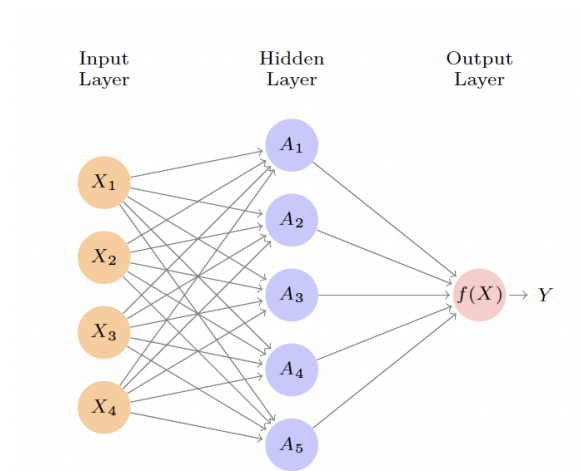 Input
Layer
Hidden
Layer
Output
Layer
X₁
X₂
X₃
X₄
A₁
A₂
A₃
A₄
A₅
f(X)
Y